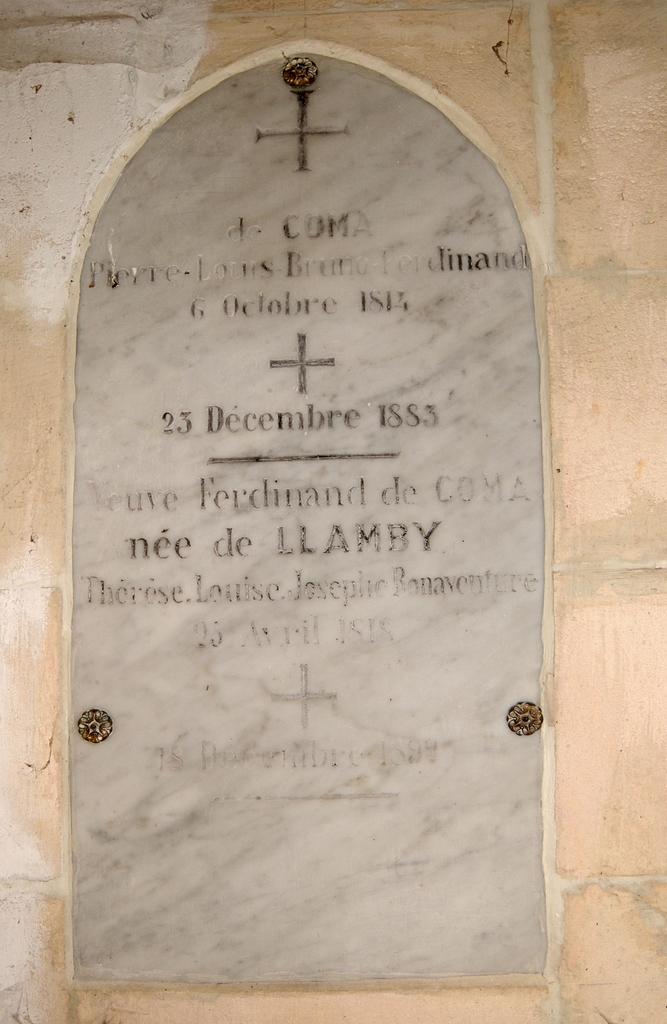 de COMA
Pierre-Louis-Bruno-Ferdinand
6 Octobre 1814
23 Décembre 1883
Veuve Ferdinand de COMA
née de LLAMBY
Thérèse.Louise.Josephe Bonaventure
25 Avril 1818
18 Décembre 1899